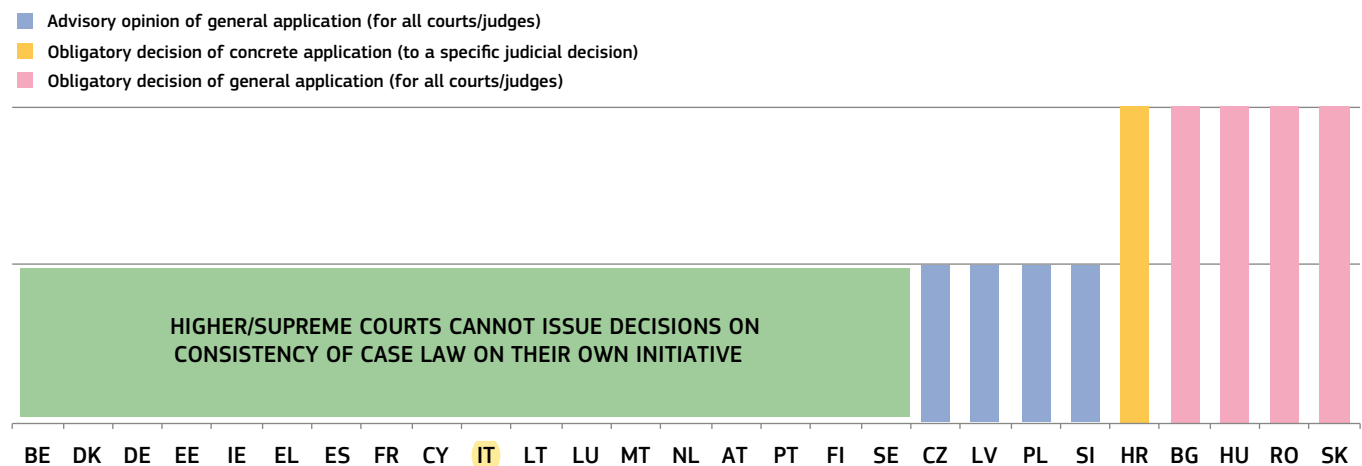 Advisory opinion of general application (for all courts/judges)
Obligatory decision of concrete application (to a specific judicial decision)
Obligatory decision of general application (for all courts/judges)
HIGHER/SUPREME COURTS CANNOT ISSUE DECISIONS ON
CONSISTENCY OF CASE LAW ON THEIR OWN INITIATIVE
BE DK DE EE IE EL ES FR CY IT LT LU MT NL AT PT FI SE CZ LV PL SI HR BG HU RO SK